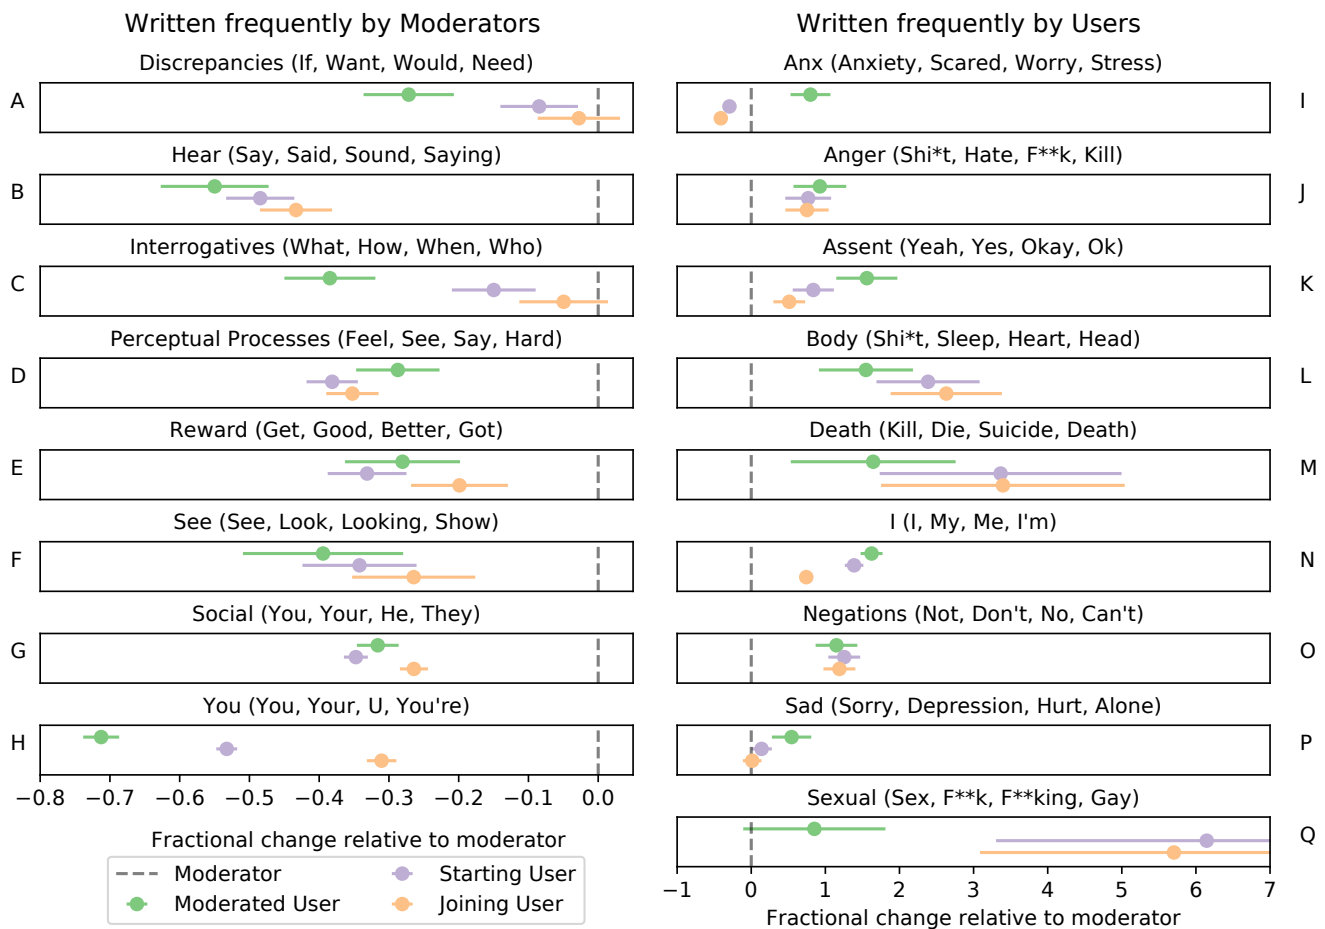 Written frequently by Moderators
Discrepancies (If, Want, Would, Need)
A
Hear (Say, Said, Sound, Saying)
B
Interrogatives (What, How, When, Who)
C
Perceptual Processes (Feel, See, Say, Hard)
D
Reward (Get, Good, Better, Got)
E
See (See, Look, Looking, Show)
F
Social (You, Your, He, They)
G
You (You, Your, U, You're)
H
−0.8 −0.7 −0.6 −0.5 −0.4 −0.3 −0.2 −0.1 0.0
Fractional change relative to moderator
Moderator
Moderated User
Starting User
Joining User
Written frequently by Users
Anx (Anxiety, Scared, Worry, Stress)
I
Anger (Shi*t, Hate, F**k, Kill)
J
Assent (Yeah, Yes, Okay, Ok)
K
Body (Shi*t, Sleep, Heart, Head)
L
Death (Kill, Die, Suicide, Death)
M
I (I, My, Me, I'm)
N
Negations (Not, Don't, No, Can't)
O
Sad (Sorry, Depression, Hurt, Alone)
P
Sexual (Sex, F**k, F**king, Gay)
Q
−1 0 1 2 3 4 5 6 7
Fractional change relative to moderator